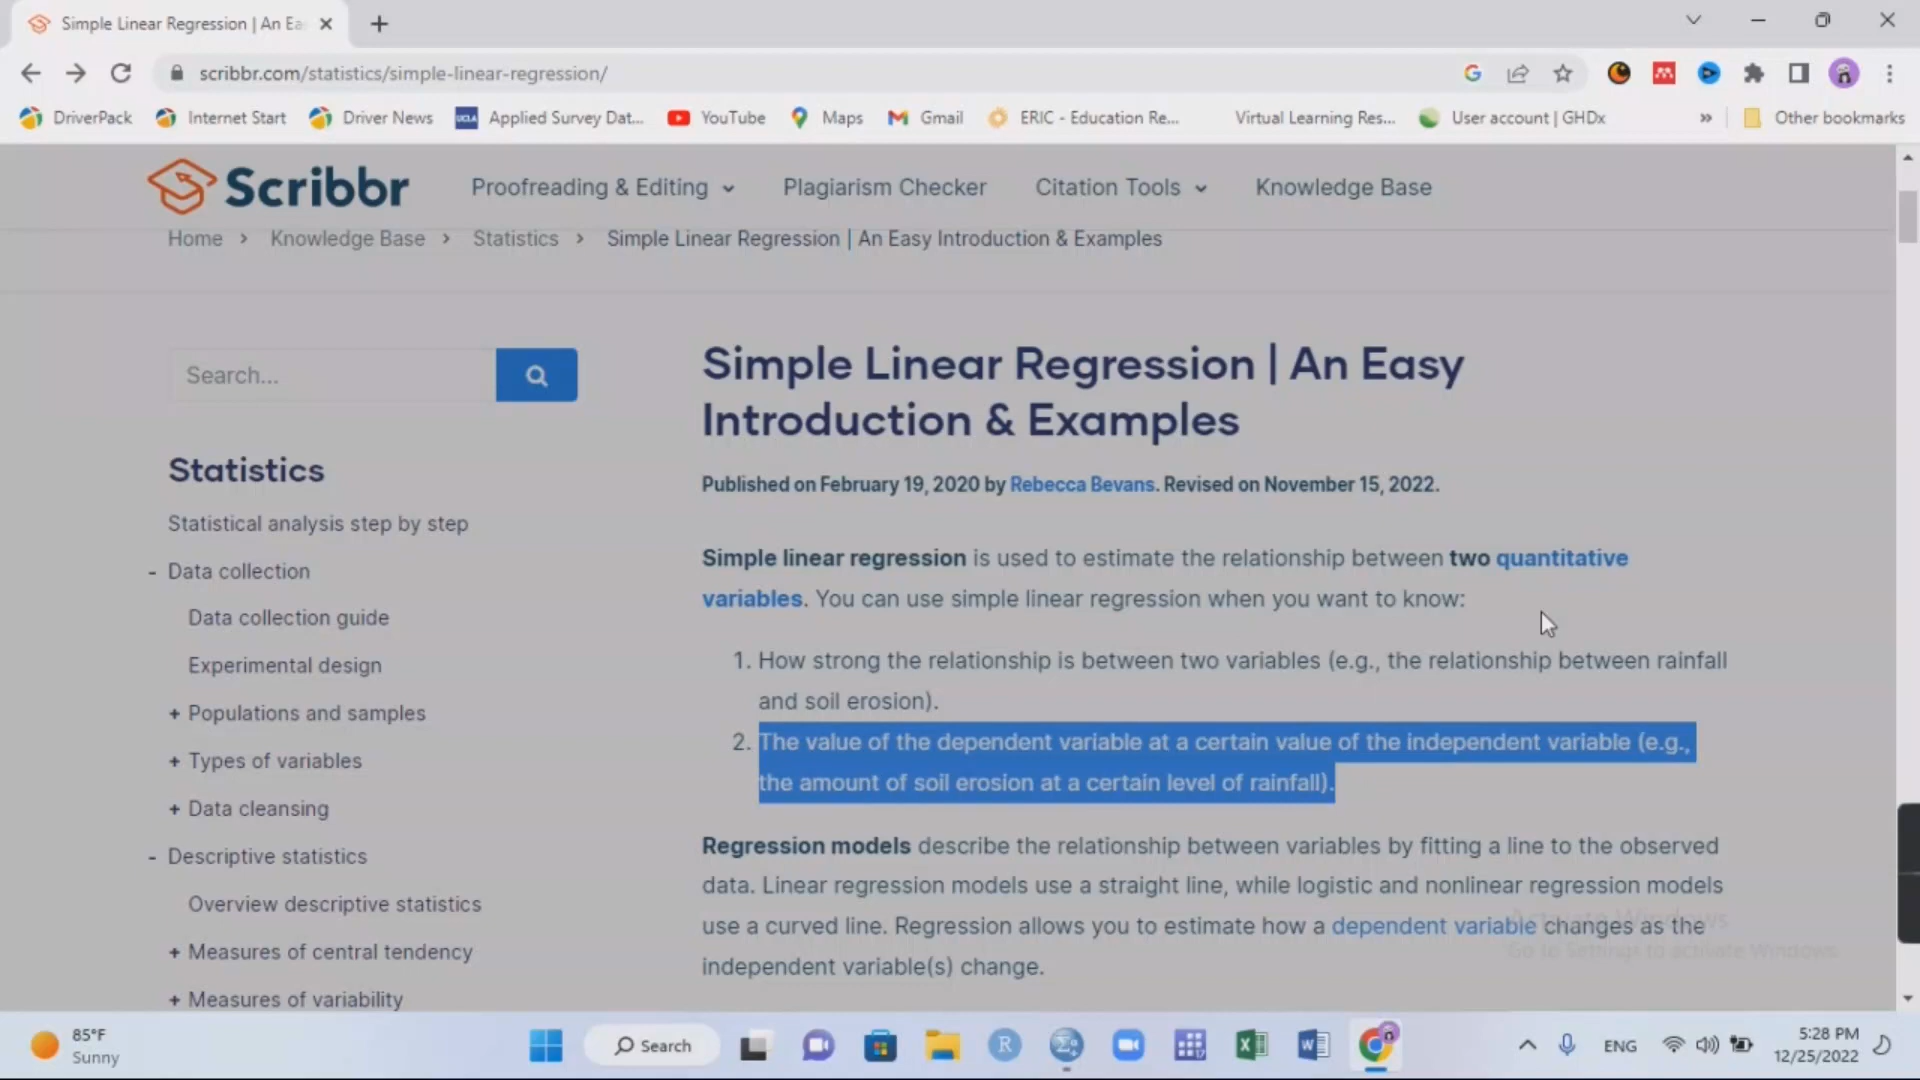 Simple Linear Regression | An Ea
scribbr.com/statistics/simple-linear-regression/
DriverPack Internet Start Driver News UCLA Applied Survey Dat... YouTube Maps Gmail ERIC - Education Re... Virtual Learning Res... User account | GHDx » Other bookmarks
Scribbr Proofreading & Editing Plagiarism Checker Citation Tools Knowledge Base
Home > Knowledge Base > Statistics > Simple Linear Regression | An Easy Introduction & Examples
Search...
Statistics
Statistical analysis step by step
- Data collection
Data collection guide
Experimental design
+ Populations and samples
+ Types of variables
+ Data cleansing
- Descriptive statistics
Overview descriptive statistics
+ Measures of central tendency
+ Measures of variability
Simple Linear Regression | An Easy
Introduction & Examples
Published on February 19, 2020 by Rebecca Bevans. Revised on November 15, 2022.
Simple linear regression is used to estimate the relationship between two quantitative
variables. You can use simple linear regression when you want to know:
1. How strong the relationship is between two variables (e.g., the relationship between rainfall
and soil erosion).
2. The value of the dependent variable at a certain value of the independent variable (e.g.,
the amount of soil erosion at a certain level of rainfall).
Regression models describe the relationship between variables by fitting a line to the observed
data. Linear regression models use a straight line, while logistic and nonlinear regression models
use a curved line. Regression allows you to estimate how a dependent variable changes as the
independent variable(s) change.
Activate Windows
Go to Settings to activate Windows.
85°F
Sunny
Search
ENG
5:28 PM
12/25/2022